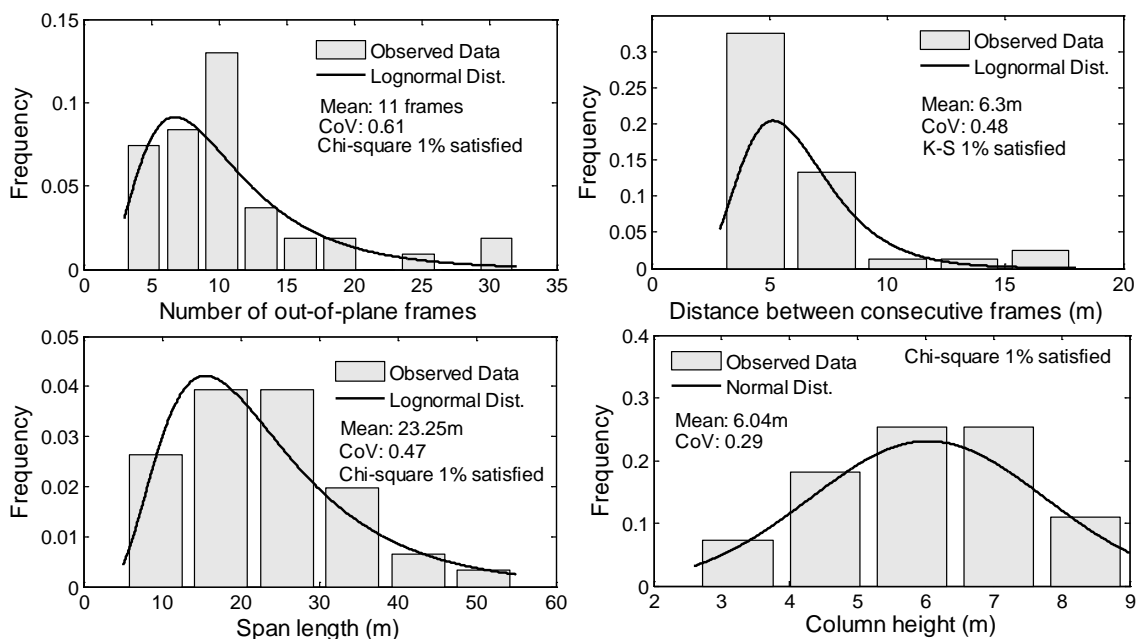 0.15
0.1
0.05
0
Frequency
Observed Data
Lognormal Dist.
Mean: 11 frames
CoV: 0.61
Chi-square 1% satisfied
0 5 10 15 20 25 30 35
Number of out-of-plane frames
0.3
0.25
0.2
0.15
0.1
0.05
0
Frequency
Observed Data
Lognormal Dist.
Mean: 6.3m
CoV: 0.48
K-S 1% satisfied
0 5 10 15 20
Distance between consecutive frames (m)
0.05
0.04
0.03
0.02
0.01
0
Frequency
Observed Data
Lognormal Dist.
Mean: 23.25m
CoV: 0.47
Chi-square 1% satisfied
0 10 20 30 40 50 60
Span length (m)
0.4
0.3
0.2
0.1
0
Frequency
Observed Data
Normal Dist.
Chi-square 1% satisfied
Mean: 6.04m
CoV: 0.29
2 3 4 5 6 7 8 9
Column height (m)